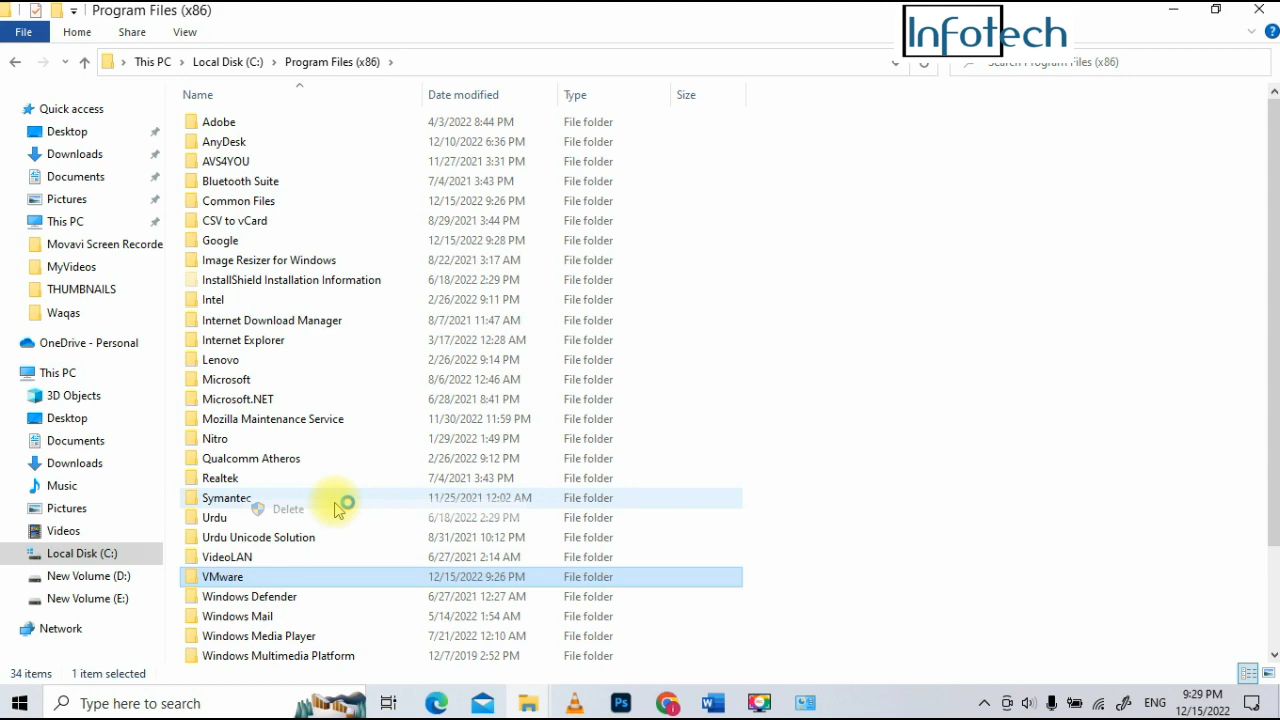 Program Files (x86)
Infotech
File
Home
Share
View
This PC
Local Disk (C:)
Program Files (x86)
Search Program Files (x86)
Name
Date modified
Type
Size
Quick access
Desktop
Downloads
Documents
Pictures
This PC
Movavi Screen Recorde
MyVideos
THUMBNAILS
Waqas
OneDrive - Personal
This PC
3D Objects
Desktop
Documents
Downloads
Music
Pictures
Videos
Local Disk (C:)
New Volume (D:)
New Volume (E:)
Network
Adobe 4/3/2022 8:44 PM File folder
AnyDesk 12/10/2022 6:36 PM File folder
AVS4YOU 11/27/2021 3:31 PM File folder
Bluetooth Suite 7/4/2021 3:43 PM File folder
Common Files 12/15/2022 9:26 PM File folder
CSV to vCard 8/29/2021 3:44 PM File folder
Google 12/15/2022 9:28 PM File folder
Image Resizer for Windows 8/22/2021 3:17 AM File folder
InstallShield Installation Information 6/18/2022 2:29 PM File folder
Intel 2/26/2022 9:11 PM File folder
Internet Download Manager 8/7/2021 11:47 AM File folder
Internet Explorer 3/17/2022 12:28 AM File folder
Lenovo 2/26/2022 9:14 PM File folder
Microsoft 8/6/2022 12:46 AM File folder
Microsoft.NET 6/28/2021 8:41 PM File folder
Mozilla Maintenance Service 11/30/2022 11:59 PM File folder
Nitro 1/29/2022 1:49 PM File folder
Qualcomm Atheros 2/26/2022 9:12 PM File folder
Realtek 7/4/2021 3:43 PM File folder
Symantec 11/25/2021 12:02 AM File folder
Delete
Urdu 6/18/2022 2:29 PM File folder
Urdu Unicode Solution 8/31/2021 10:12 PM File folder
VideoLAN 6/27/2021 2:14 AM File folder
VMware 12/15/2022 9:26 PM File folder
Windows Defender 6/27/2021 12:27 AM File folder
Windows Mail 5/14/2022 1:54 AM File folder
Windows Media Player 7/21/2022 12:10 AM File folder
Windows Multimedia Platform 12/7/2019 2:52 PM File folder
34 items
1 item selected
Type here to search
Ps
ENG
9:29 PM
12/15/2022